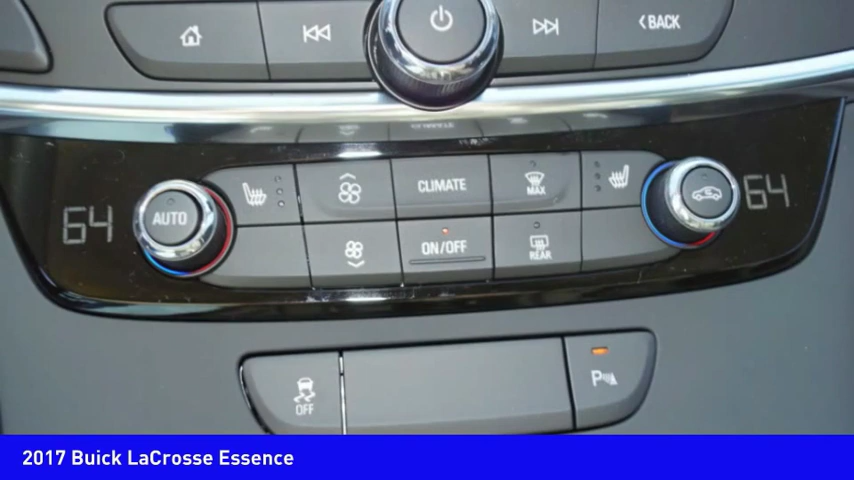 BACK
64
AUTO
CLIMATE
MAX
64
ON/OFF
REAR
OFF
P
2017 Buick LaCrosse Essence